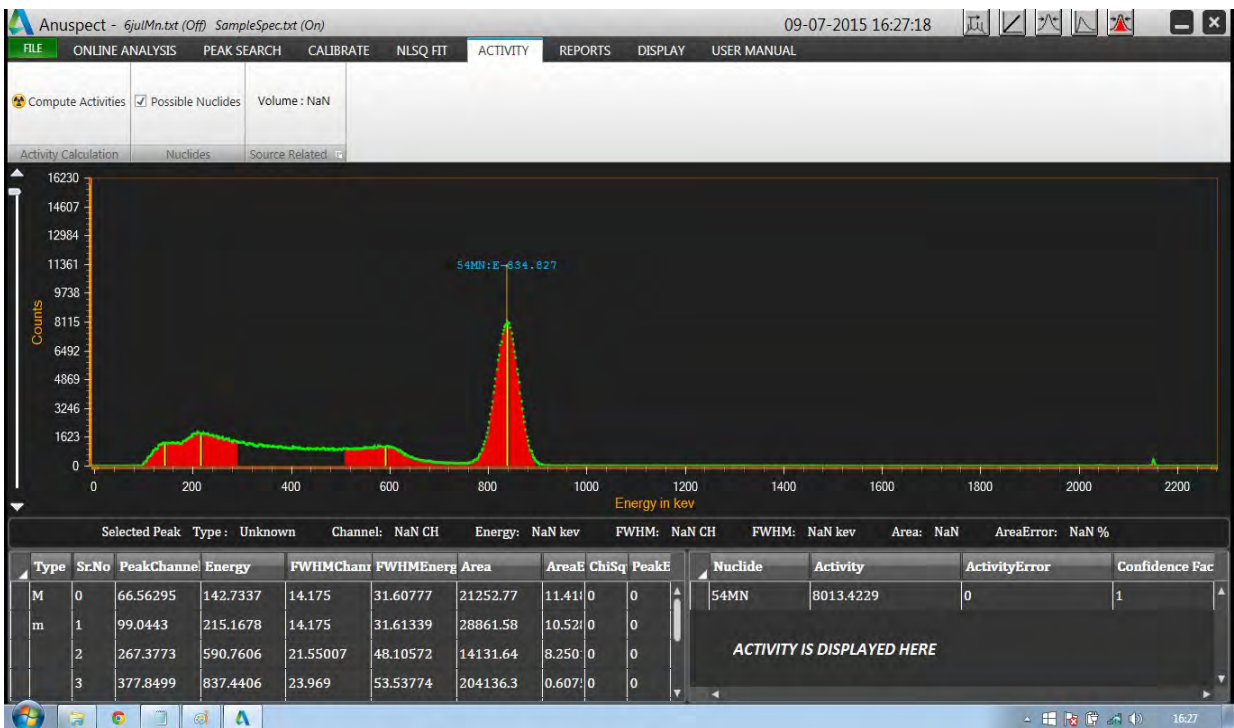 Anuspect - 6julMn.txt (Off) SampleSpec.txt (On) 09-07-2015 16:27:18
FILE ONLINE ANALYSIS PEAK SEARCH CALIBRATE NLSQ FIT ACTIVITY REPORTS DISPLAY USER MANUAL
Compute Activities Possible Nuclides Volume : NaN
Activity Calculation Nuclides Source Related
16230
14607
12984
11361
9738
8115
6492
4869
3246
1623
0
Counts
54MN:E-834.827
0 200 400 600 800 1000 1200 1400 1600 1800 2000 2200
Energy in kev
Selected Peak Type : Unknown Channel: NaN CH Energy: NaN kev FWHM: NaN CH FWHM: NaN kev Area: NaN AreaError: NaN %
Type Sr.No PeakChanne Energy FWHMChanr FWHMEnerg Area AreaE ChiSq PeakE
M 0 66.56295 142.7337 14.175 31.60777 21252.77 11.41 0 0
m 1 99.0443 215.1678 14.175 31.61339 28861.58 10.52 0 0
2 267.3773 590.7606 21.55007 48.10572 14131.64 8.250 0 0
3 377.8499 837.4406 23.969 53.53774 204136.3 0.607 0 0
Nuclide Activity ActivityError Confidence Fac
54MN 8013.4229 0 1
ACTIVITY IS DISPLAYED HERE
16:27